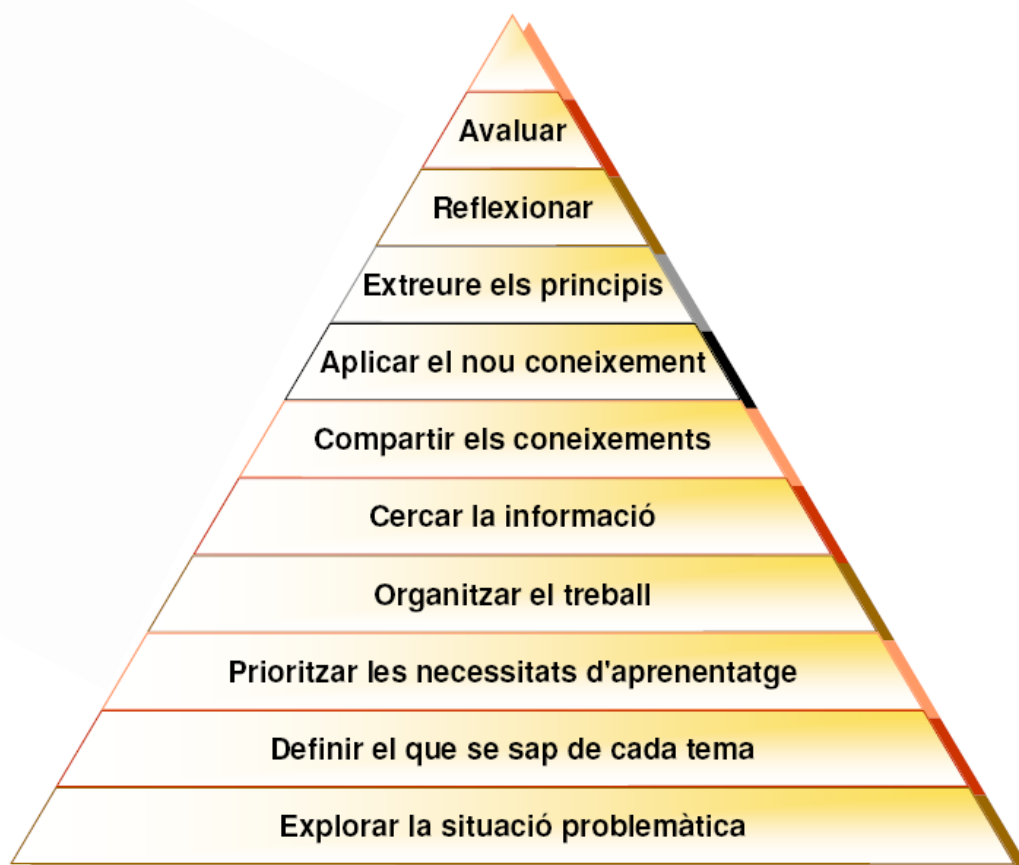 Avaluar
Reflexionar
Extreure els principis
Aplicar el nou coneixement
Compartir els coneixements
Cercar la informació
Organitzar el treball
Prioritzar les necessitats d'aprenentatge
Definir el que se sap de cada tema
Explorar la situació problemàtica